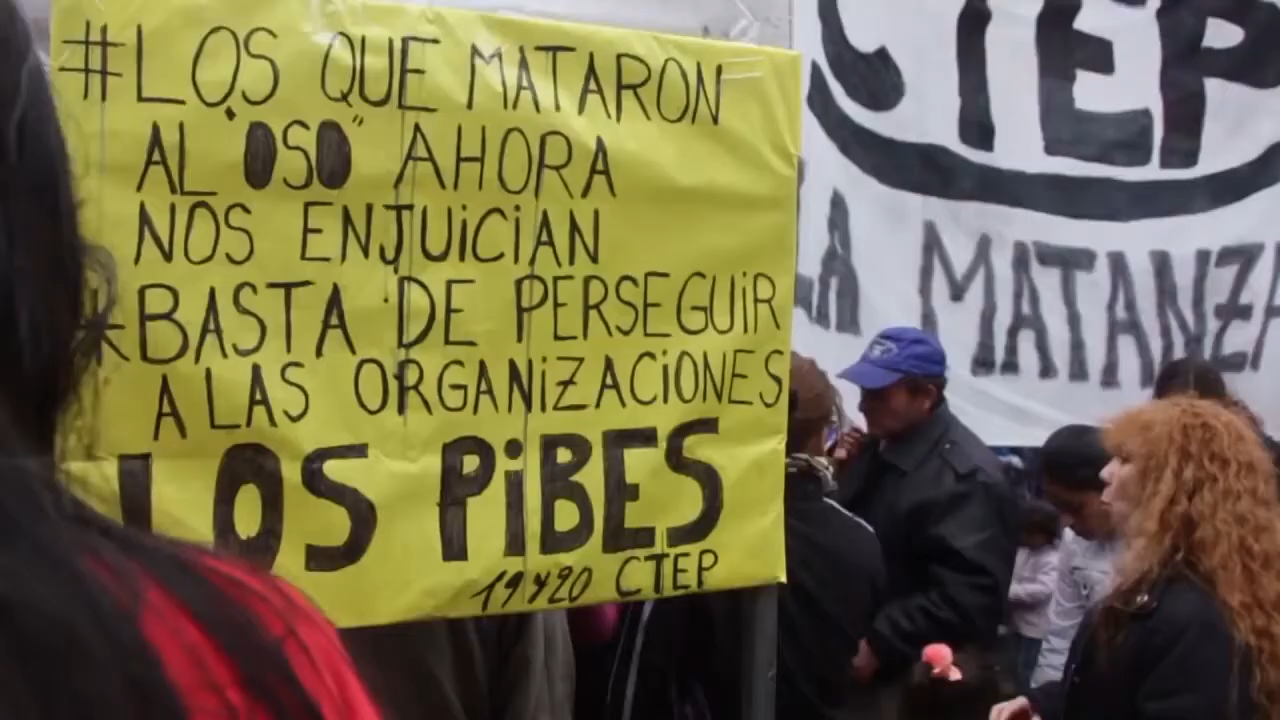 #LOS QUE MATARON
AL "OSO" AHORA
NOS ENJUiCiAN
*BASTA DE PERSEGUiR
A LAS ORGANiZACiONES
LOS PiBES
19 y 20 CTEP
CTEP
LA MATANZA